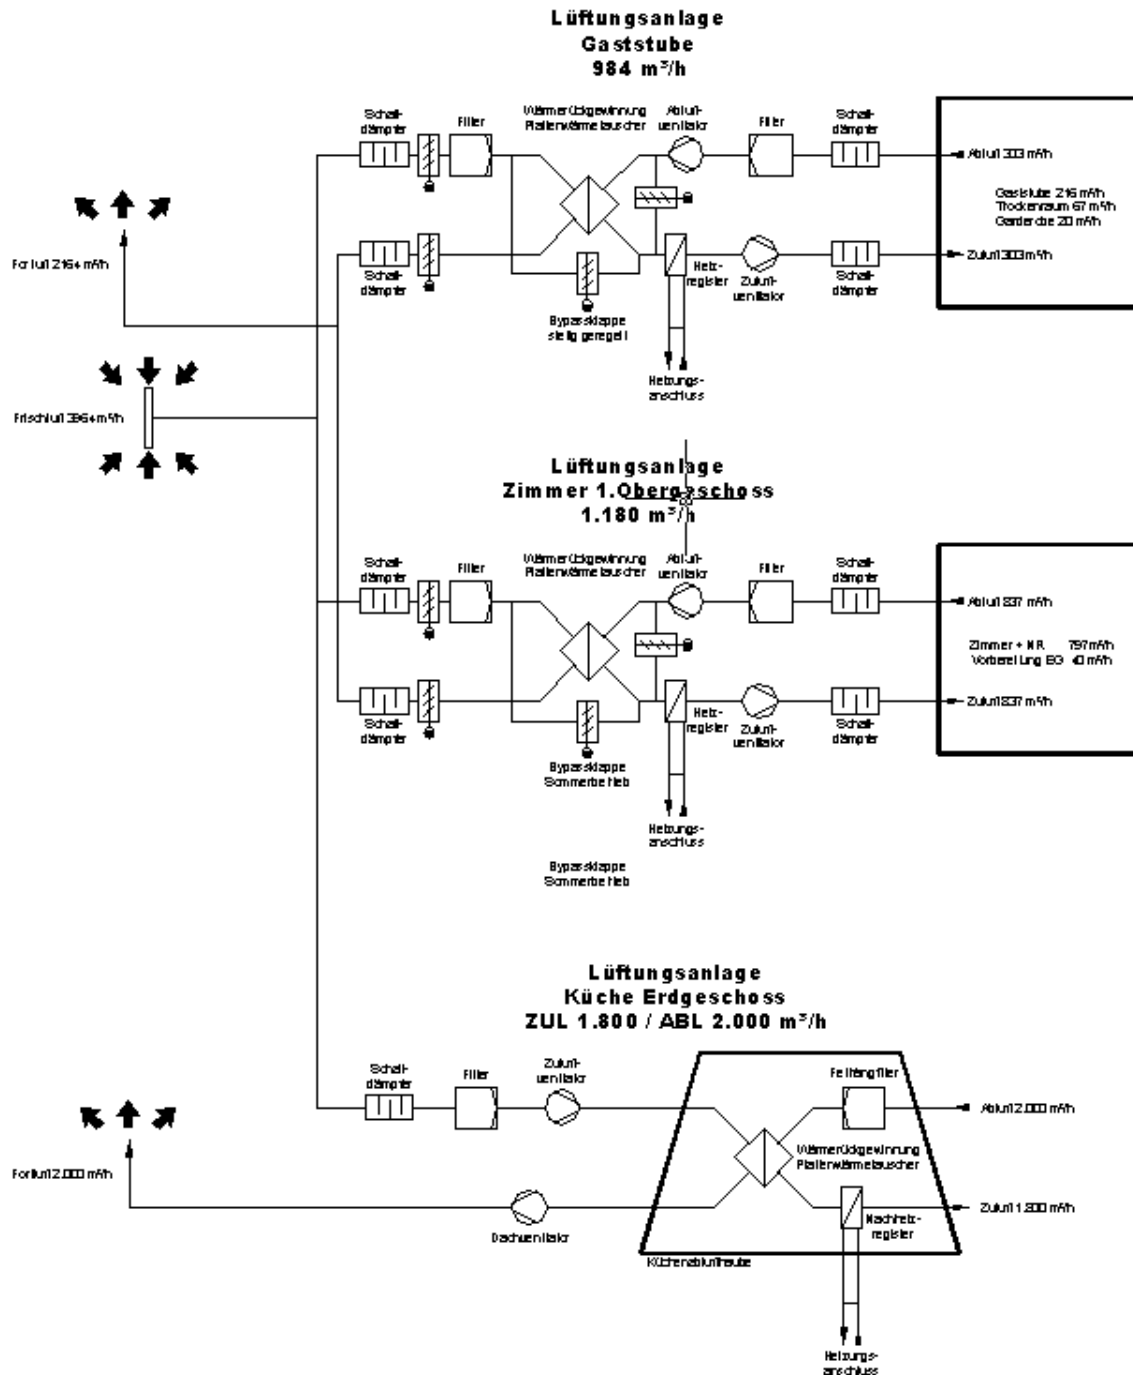 Lüftungsanlage
Gaststube
984 m³/h
Schall-
dämpfer
Filter
Wärmerückgewinnung
Plattenwärmetauscher
Abluft-
ventilator
Filter
Schall-
dämpfer
Abluft 303 m³/h
Gaststube 216 m³/h
Trockenraum 67 m³/h
Garderobe 20 m³/h
Fortluft 2164 m³/h
Schall-
dämpfer
Heiz-
register
Zuluft-
ventilator
Schall-
dämpfer
Zuluft 303 m³/h
Bypassklappe
stetig geregelt
Heizungs-
anschluss
Frischluft 3964 m³/h
Lüftungsanlage
Zimmer 1.Obergeschoss
1.180 m³/h
Schall-
dämpfer
Filter
Wärmerückgewinnung
Plattenwärmetauscher
Abluft-
ventilator
Filter
Schall-
dämpfer
Abluft 837 m³/h
Zimmer + NR 797 m³/h
Vorbereitung EG 40 m³/h
Schall-
dämpfer
Heiz-
register
Zuluft-
ventilator
Schall-
dämpfer
Zuluft 837 m³/h
Bypassklappe
Sommerbetrieb
Heizungs-
anschluss
Bypassklappe
Sommerbetrieb
Lüftungsanlage
Küche Erdgeschoss
ZUL 1.800 / ABL 2.000 m³/h
Schall-
dämpfer
Filter
Zuluft-
ventilator
Fettfangfilter
Abluft 2.000 m³/h
Wärmerückgewinnung
Plattenwärmetauscher
Fortluft 2.000 m³/h
Dachventilator
Nachheiz-
register
Zuluft 1.800 m³/h
Küchenablufthaube
Heizungs-
anschluss